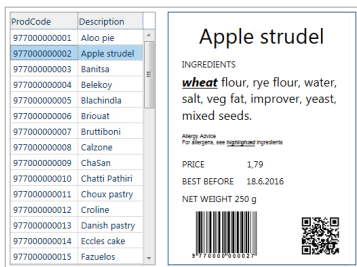 ProdCode Description
977000000001 Aloo pie
977000000002 Apple strudel
977000000003 Banitsa
977000000004 Belekoy
977000000005 Blachindla
977000000006 Briouat
977000000007 Bruttiboni
977000000008 Calzone
977000000009 ChaSan
977000000010 Chatti Pathiri
977000000011 Choux pastry
977000000012 Croline
977000000013 Danish pastry
977000000014 Eccles cake
977000000015 Fazuelos
Apple strudel
INGREDIENTS
wheat flour, rye flour, water,
salt, veg fat, improver, yeast,
mixed seeds.
Allergy Advice
For allergens, see highlighted ingredients
PRICE 1,79
BEST BEFORE 18.6.2016
NET WEIGHT 250 g
9 770000 000027